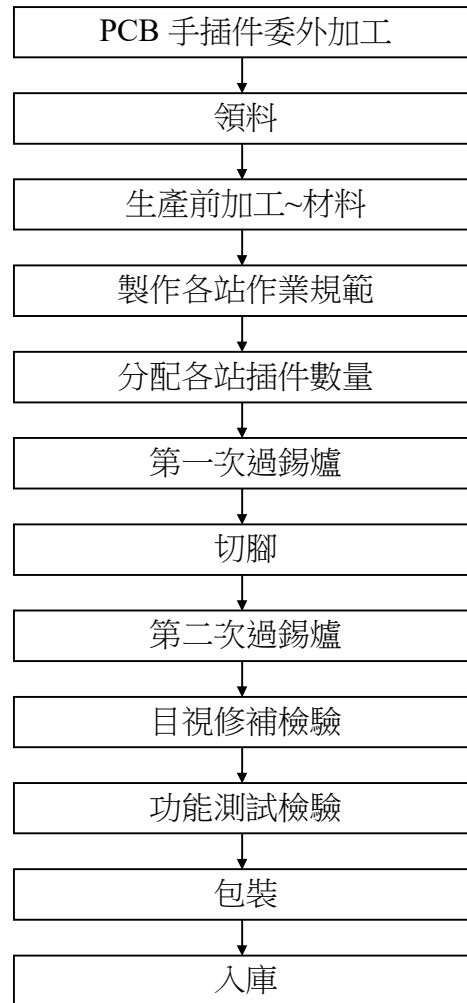 PCB 手插件委外加工
領料
生產前加工~材料
製作各站作業規範
分配各站插件數量
第一次過錫爐
切腳
第二次過錫爐
目視修補檢驗
功能測試檢驗
包裝
入庫